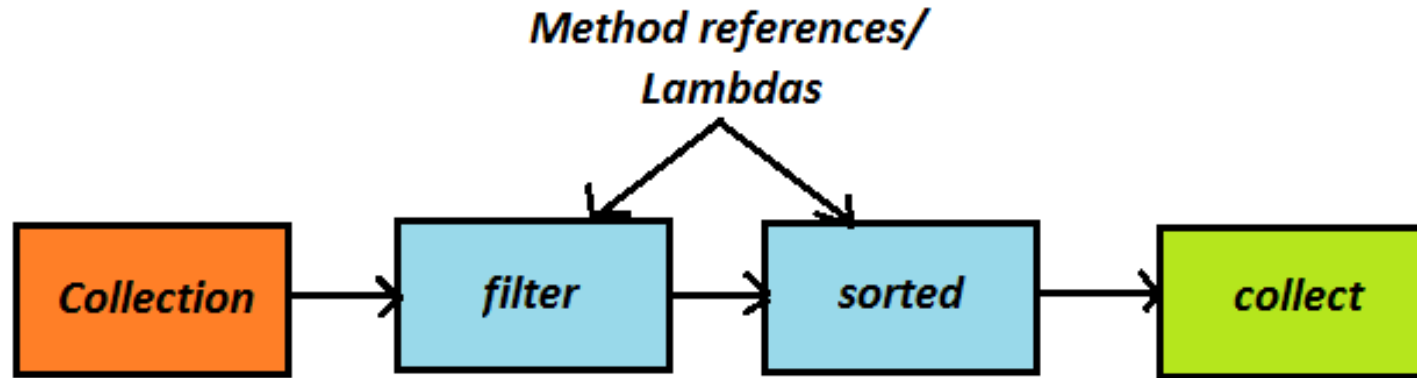 Method references/
Lambdas
Collection
filter
sorted
collect